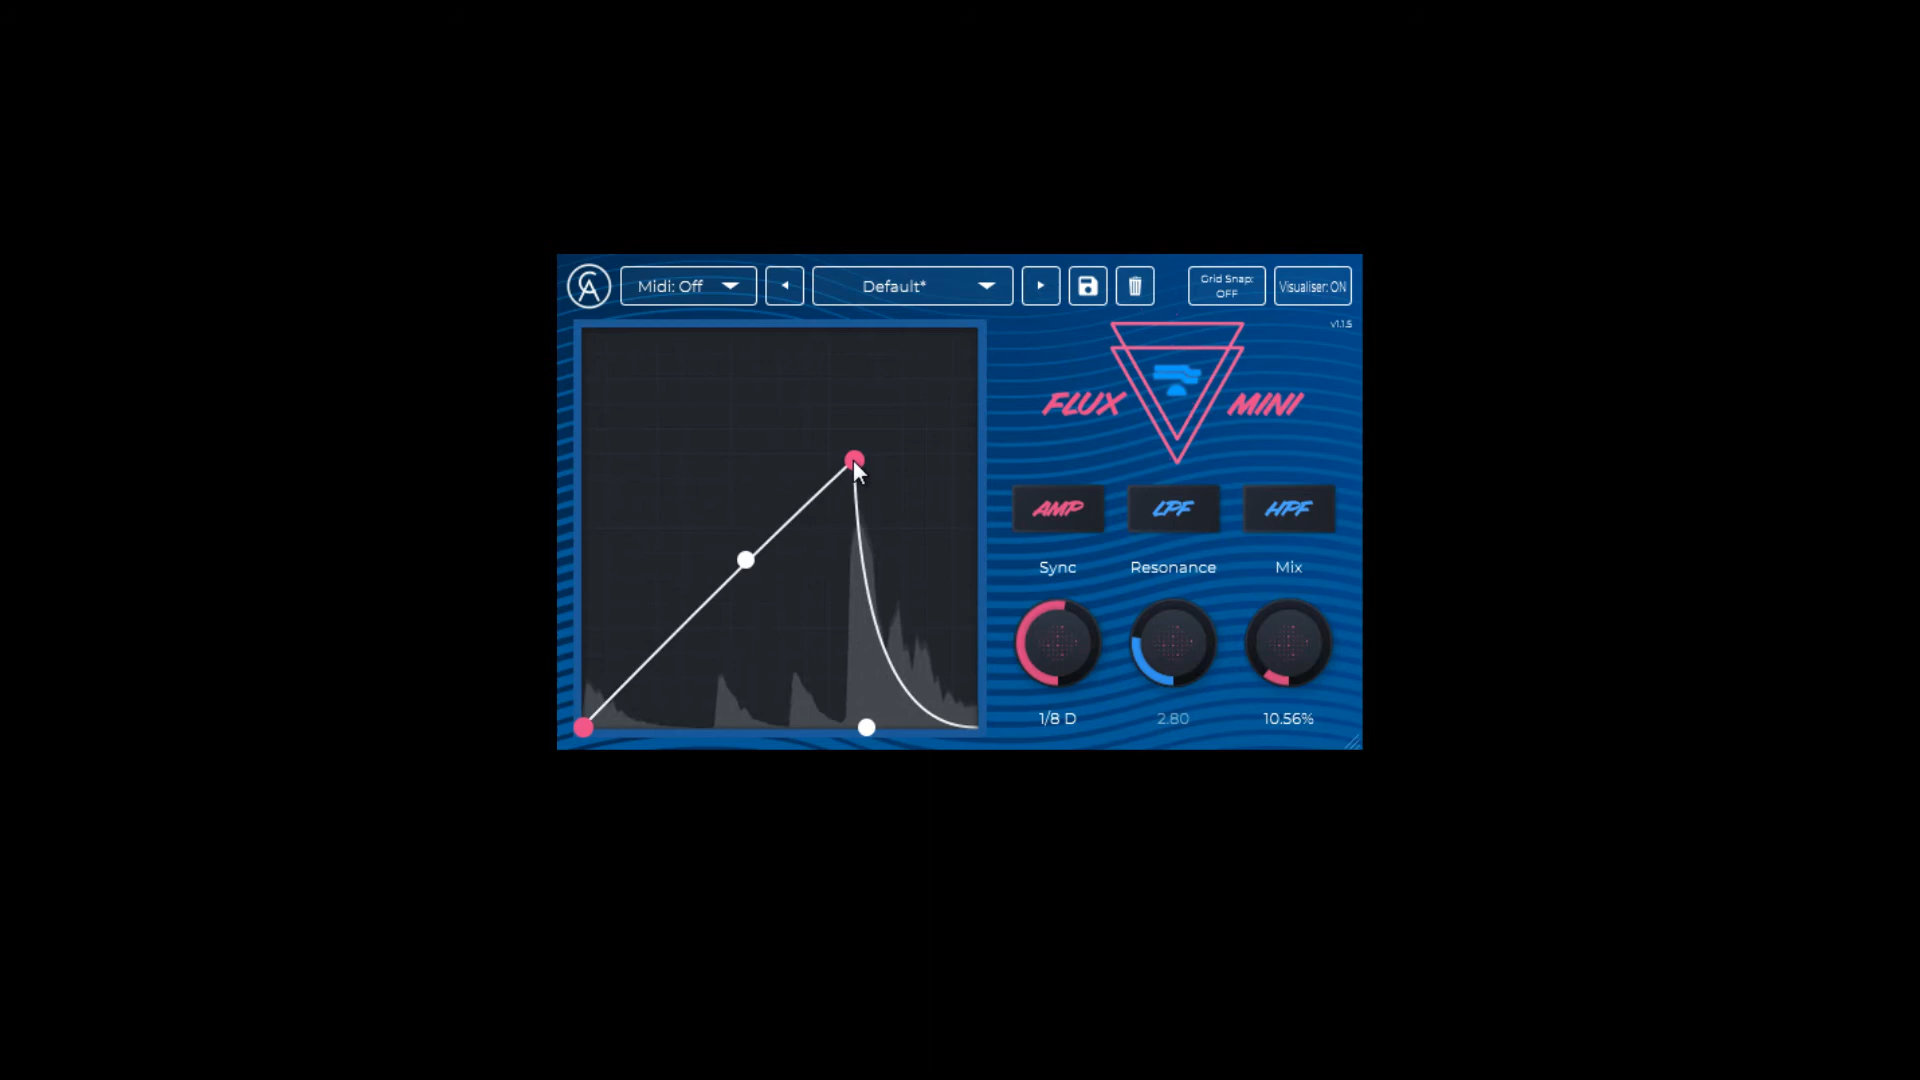 Midi: Off
Default*
Grid Snap:
OFF
Visualiser: ON
v1.1.5
FLUX MINI
AMP LPF HPF
Sync Resonance Mix
1/8 D 2.80 10.56%